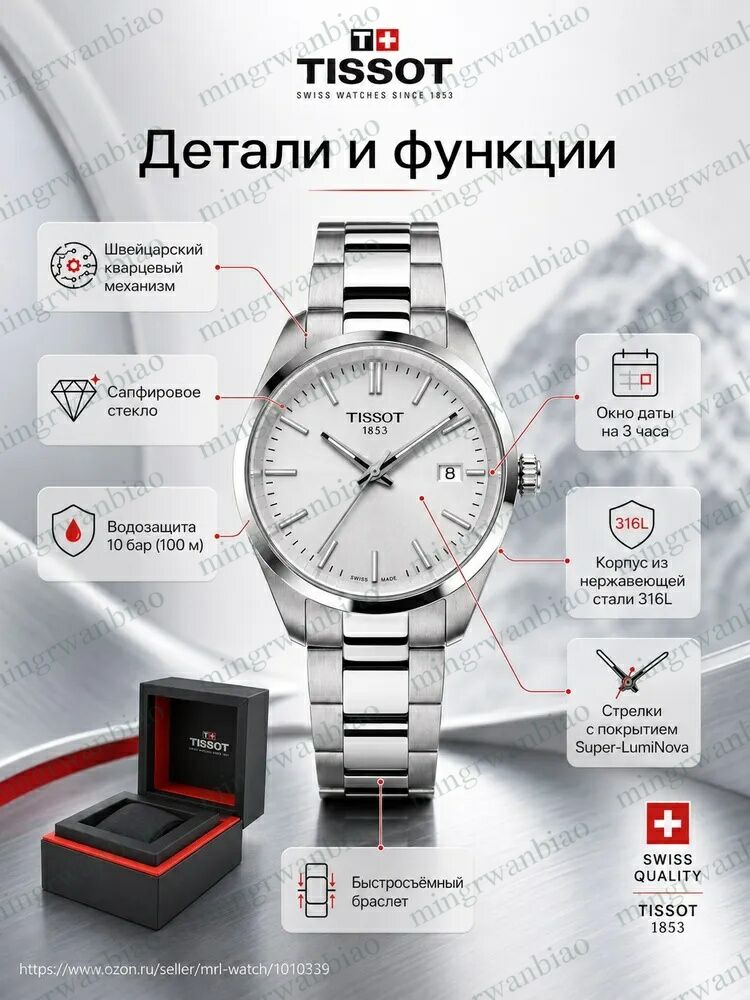 TISSOT
SWISS WATCHES SINCE 1853
Детали и функции
Швейцарский
кварцевый
механизм
Сапфировое
стекло
Водозащита
10 бар (100 м)
Окно даты
на 3 часа
316L
Корпус из
нержавеющей
стали 316L
Стрелки
с покрытием
Super-LumiNova
TISSOT
1853
8
SWISS MADE
TISSOT
Быстросъёмный
браслет
SWISS
QUALITY
TISSOT
1853
https://www.ozon.ru/seller/mrl-watch/1010339
mingrwanbiao